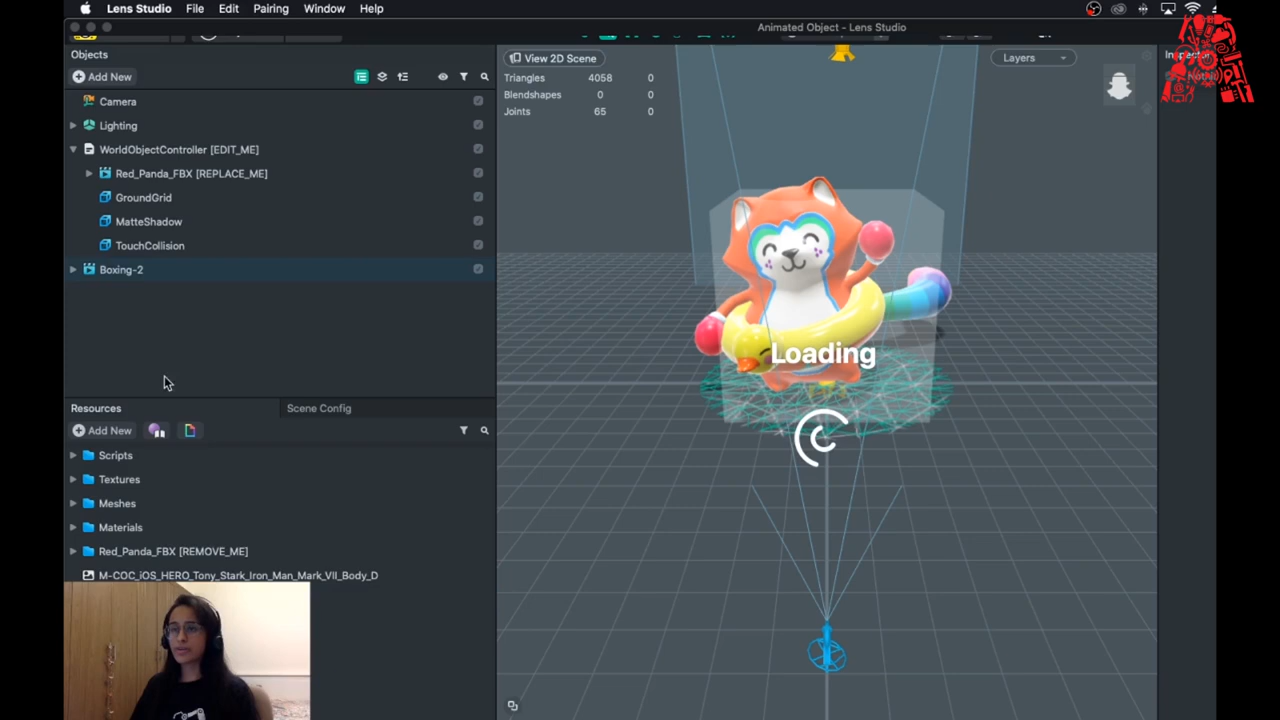 Lens Studio File Edit Pairing Window Help
Animated Object - Lens Studio
Objects
Add New
Camera
Lighting
WorldObjectController [EDIT_ME]
Red_Panda_FBX [REPLACE_ME]
GroundGrid
MatteShadow
TouchCollision
Boxing-2
View 2D Scene
Layers
Triangles 4058 0
Blendshapes 0 0
Joints 65 0
Loading
Resources
Scene Config
Add New
Scripts
Textures
Meshes
Materials
Red_Panda_FBX [REMOVE_ME]
M-COC_iOS_HERO_Tony_Stark_Iron_Man_Mark_VII_Body_D